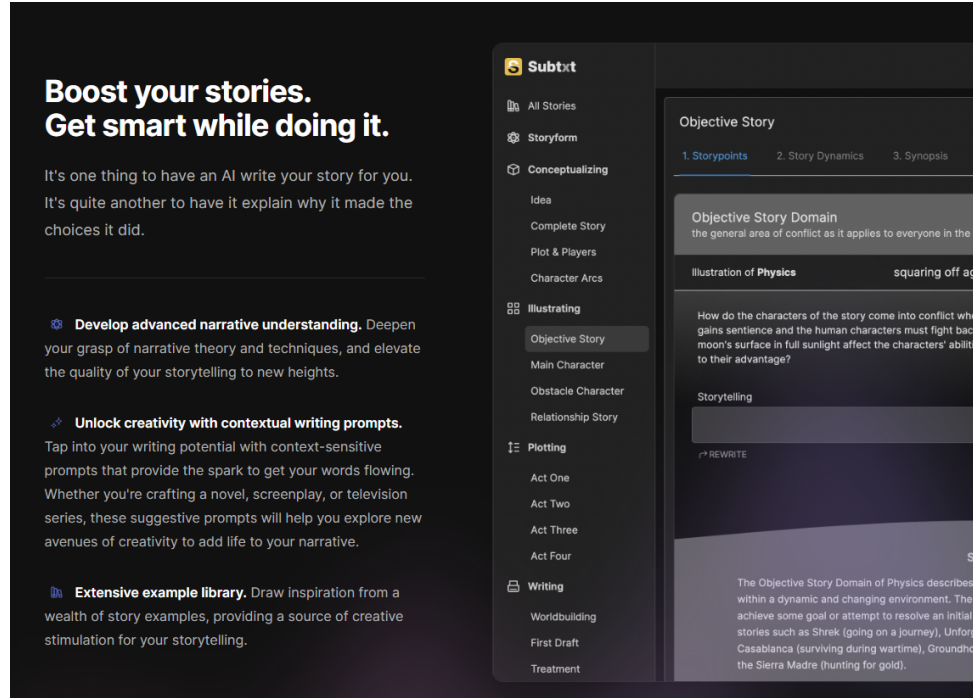 Boost your stories.
Get smart while doing it.
It's one thing to have an AI write your story for you.
It's quite another to have it explain why it made the
choices it did.
Develop advanced narrative understanding. Deepen
your grasp of narrative theory and techniques, and elevate
the quality of your storytelling to new heights.
Unlock creativity with contextual writing prompts.
Tap into your writing potential with context-sensitive
prompts that provide the spark to get your words flowing.
Whether you're crafting a novel, screenplay, or television
series, these suggestive prompts will help you explore new
avenues of creativity to add life to your narrative.
Extensive example library. Draw inspiration from a
wealth of story examples, providing a source of creative
stimulation for your storytelling.
Subtxt
All Stories
Storyform
Conceptualizing
Idea
Complete Story
Plot & Players
Character Arcs
Illustrating
Objective Story
Main Character
Obstacle Character
Relationship Story
Plotting
Act One
Act Two
Act Three
Act Four
Writing
Worldbuilding
First Draft
Treatment
Objective Story
1. Storypoints 2. Story Dynamics 3. Synopsis
Objective Story Domain
the general area of conflict as it applies to everyone in the
Illustration of Physics squaring off ag
How do the characters of the story come into conflict whe
gains sentience and the human characters must fight bac
moon's surface in full sunlight affect the characters' abiliti
to their advantage?
Storytelling
REWRITE
S
The Objective Story Domain of Physics describes
within a dynamic and changing environment. The
achieve some goal or attempt to resolve an initial
stories such as Shrek (going on a journey), Unforg
Casablanca (surviving during wartime), Groundho
the Sierra Madre (hunting for gold).